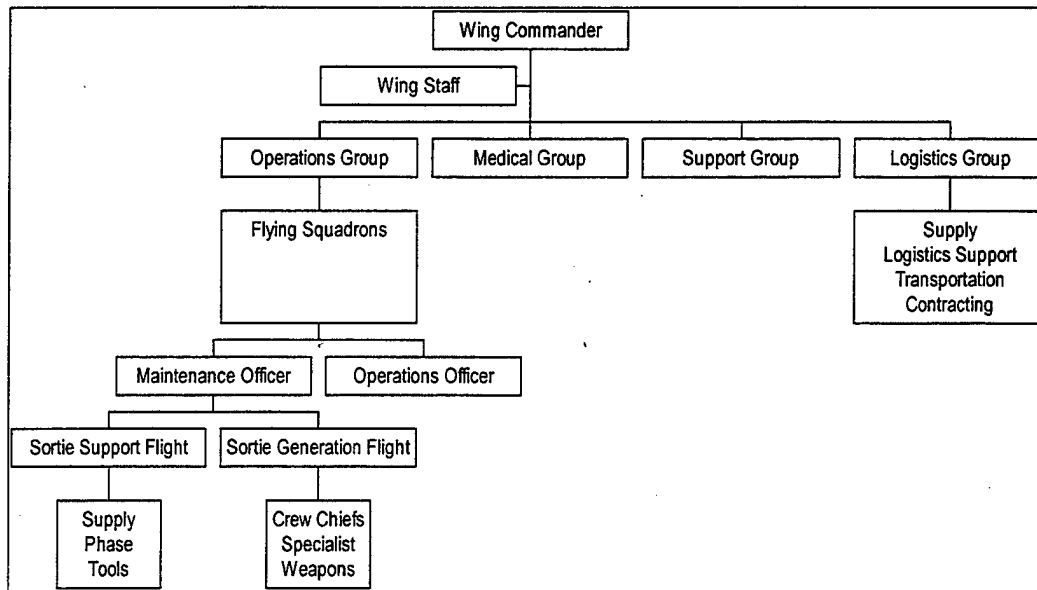 Wing Commander
Wing Staff
Operations Group
Medical Group
Support Group
Logistics Group
Flying Squadrons
Supply
Logistics Support
Transportation
Contracting
Maintenance Officer
Operations Officer
Sortie Support Flight
Sortie Generation Flight
Supply
Phase
Tools
Crew Chiefs
Specialist
Weapons